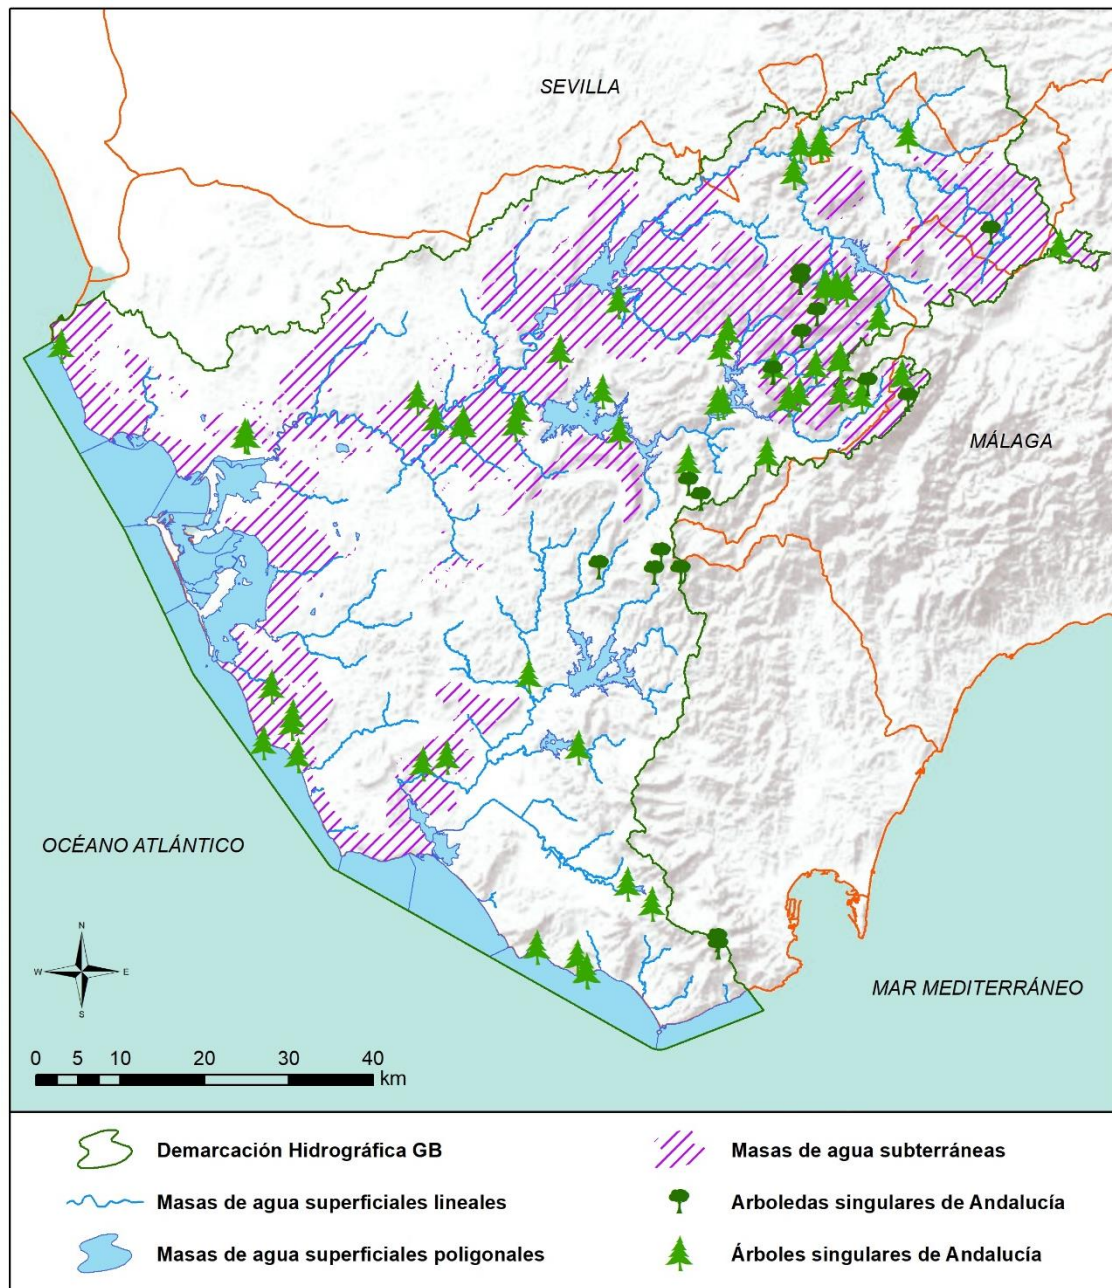 SEVILLA
MÁLAGA
OCÉANO ATLÁNTICO
MAR MEDITERRÁNEO
N
W E
S
0 5 10 20 30 40
km
Demarcación Hidrográfica GB
Masas de agua subterráneas
Masas de agua superficiales lineales
Arboledas singulares de Andalucía
Masas de agua superficiales poligonales
Árboles singulares de Andalucía